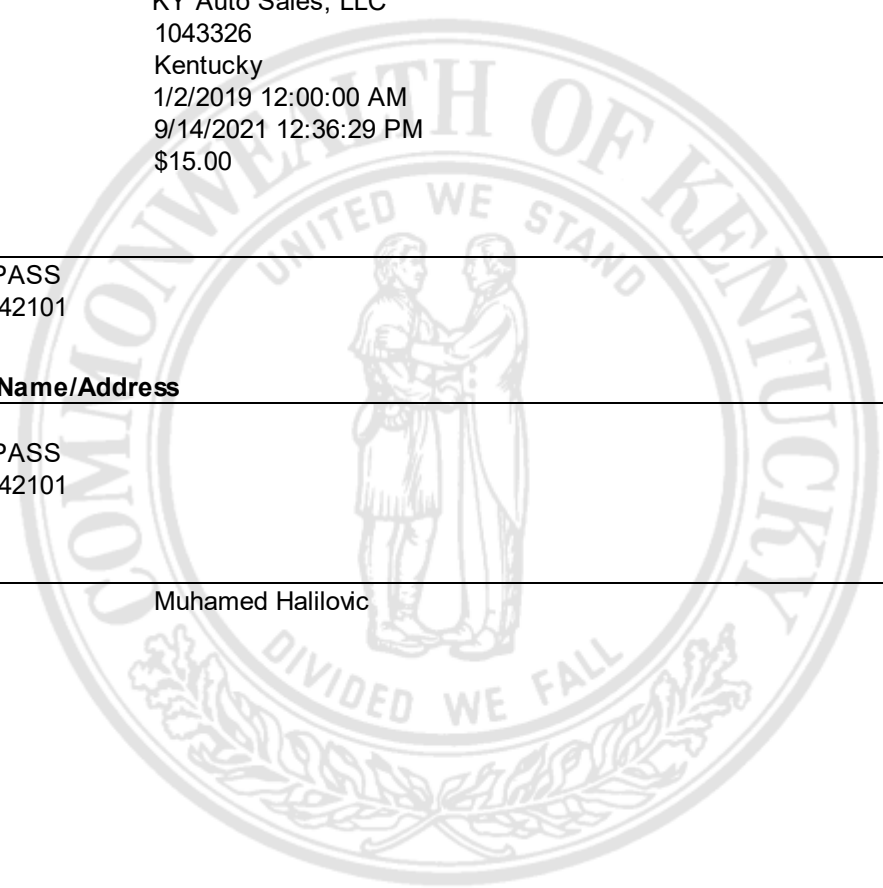 KY Auto Sales, LLC
1043326
Kentucky
1/2/2019 12:00:00 AM
9/14/2021 12:36:29 PM
$15.00
COMMONWEALTH OF KENTUCKY
UNITED WE STAND
PASS
42101
Name/Address
PASS
42101
Muhamed Halilovic
DIVIDED WE FALL